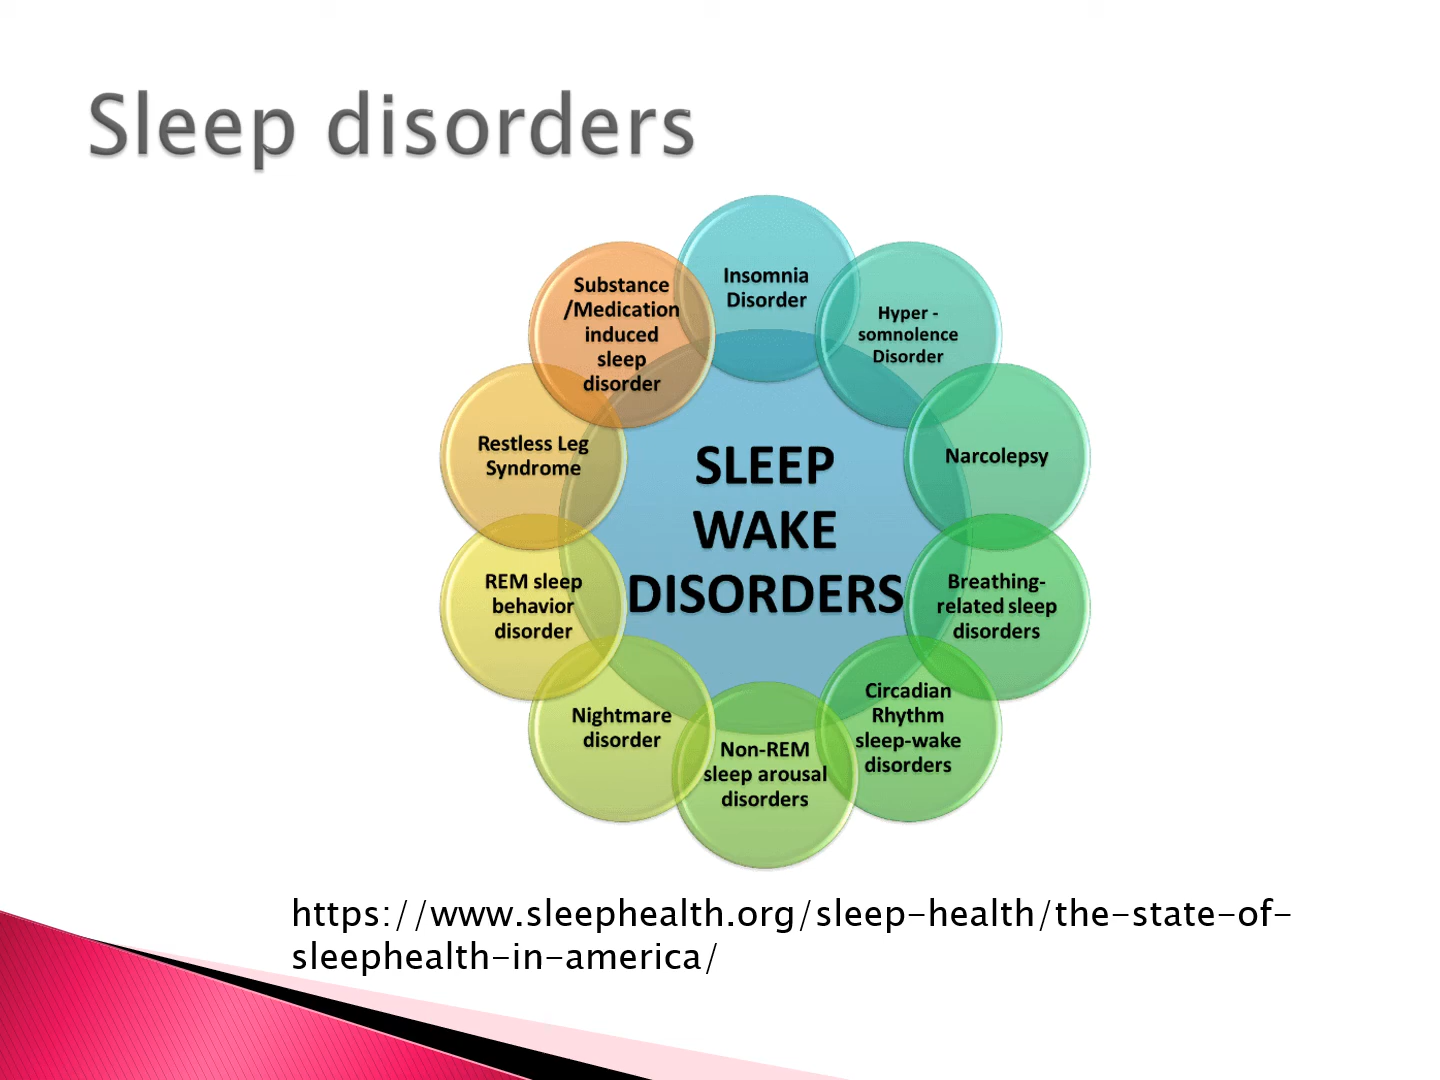 Sleep disorders
Insomnia
Disorder
Hyper -
somnolence
Disorder
Narcolepsy
Breathing-
related sleep
disorders
Circadian
Rhythm
sleep-wake
disorders
Non-REM
sleep arousal
disorders
Nightmare
disorder
REM sleep
behavior
disorder
Restless Leg
Syndrome
Substance
/Medication
induced
sleep
disorder
SLEEP
WAKE
DISORDERS
https://www.sleephealth.org/sleep-health/the-state-of-
sleephealth-in-america/